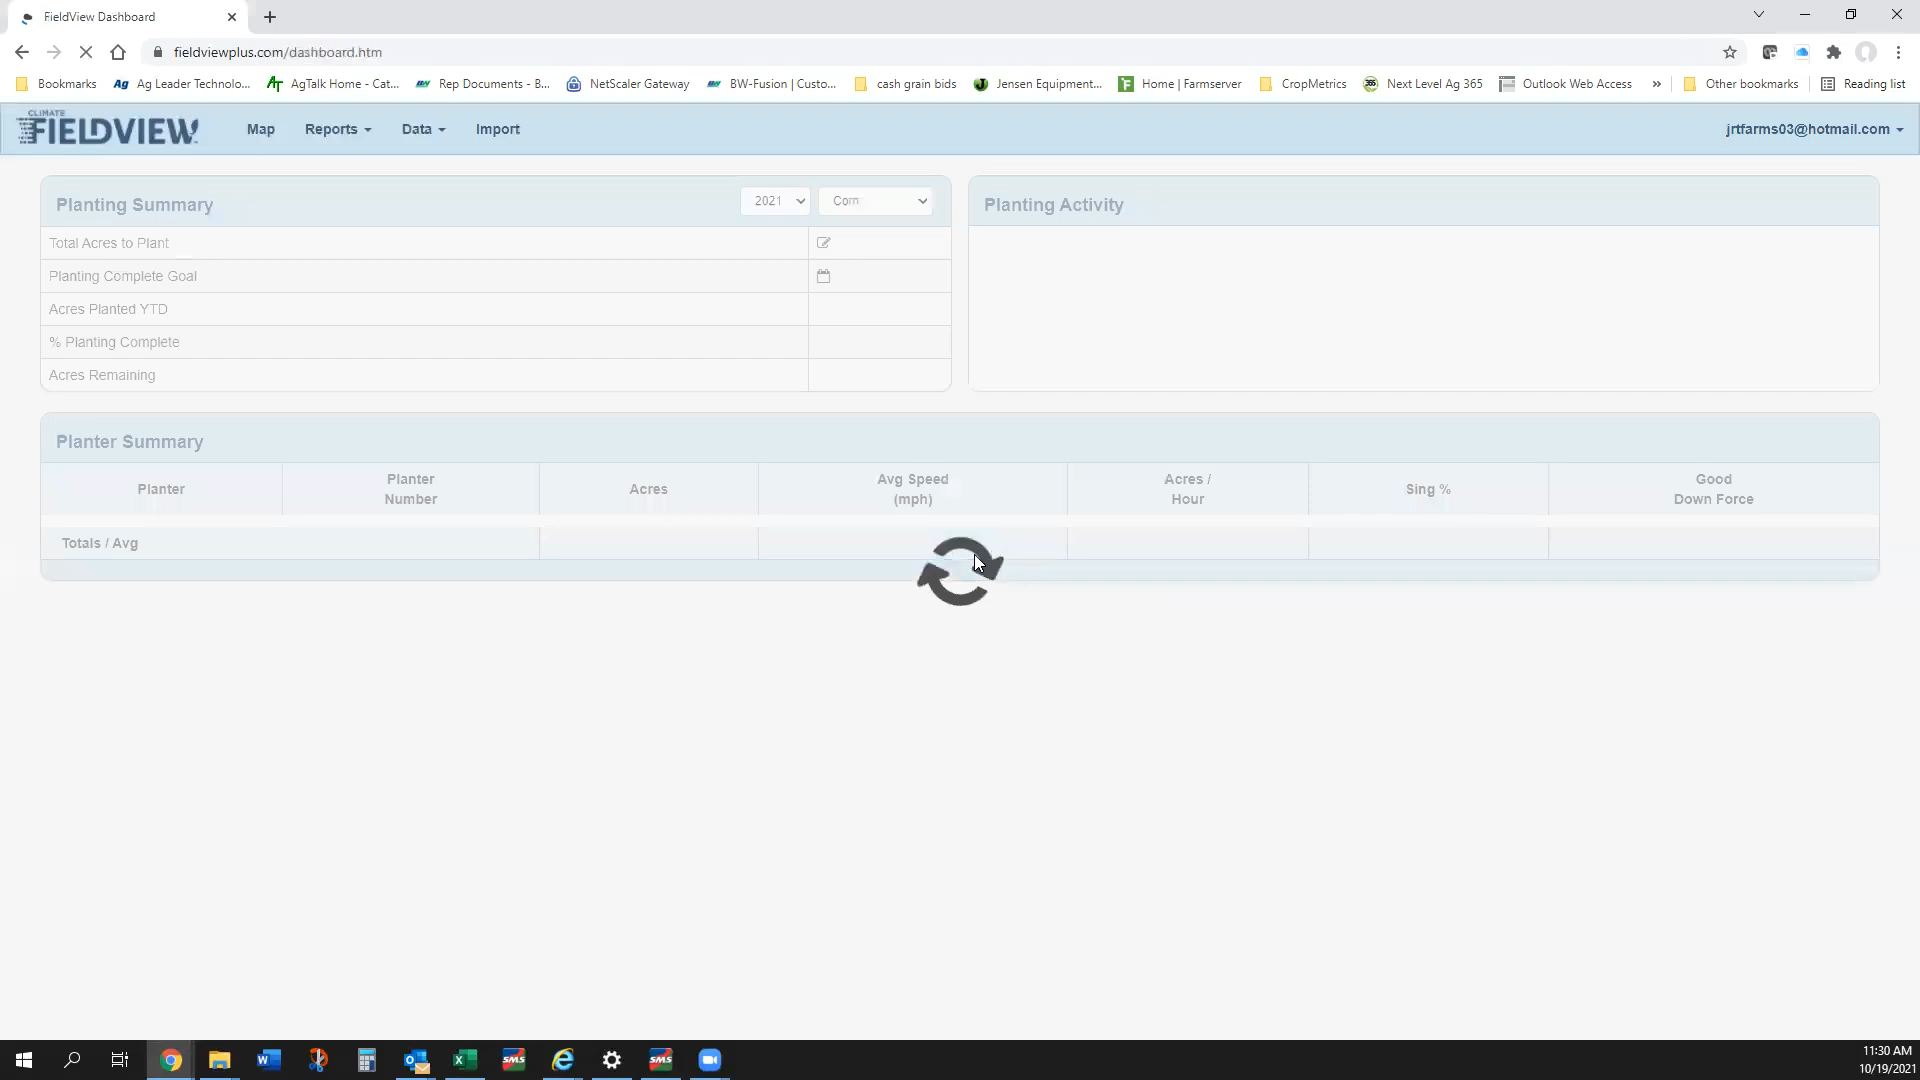 FieldView Dashboard
fieldviewplus.com/dashboard.htm
Bookmarks Ag Leader Technolo... AgTalk Home - Cat... Rep Documents - B... NetScaler Gateway BW-Fusion | Custo... cash grain bids Jensen Equipment... Home | Farmserver CropMetrics Next Level Ag 365 Outlook Web Access » Other bookmarks Reading list
CLIMATE
FIELDVIEW
Map Reports Data Import jrtfarms03@hotmail.com
Planting Summary 2021 Corn Planting Activity
Total Acres to Plant
Planting Complete Goal
Acres Planted YTD
% Planting Complete
Acres Remaining
Planter Summary
Planter Planter Number Acres Avg Speed (mph) Acres / Hour Sing % Good Down Force
Totals / Avg
SMS SMS
11:30 AM
10/19/2021